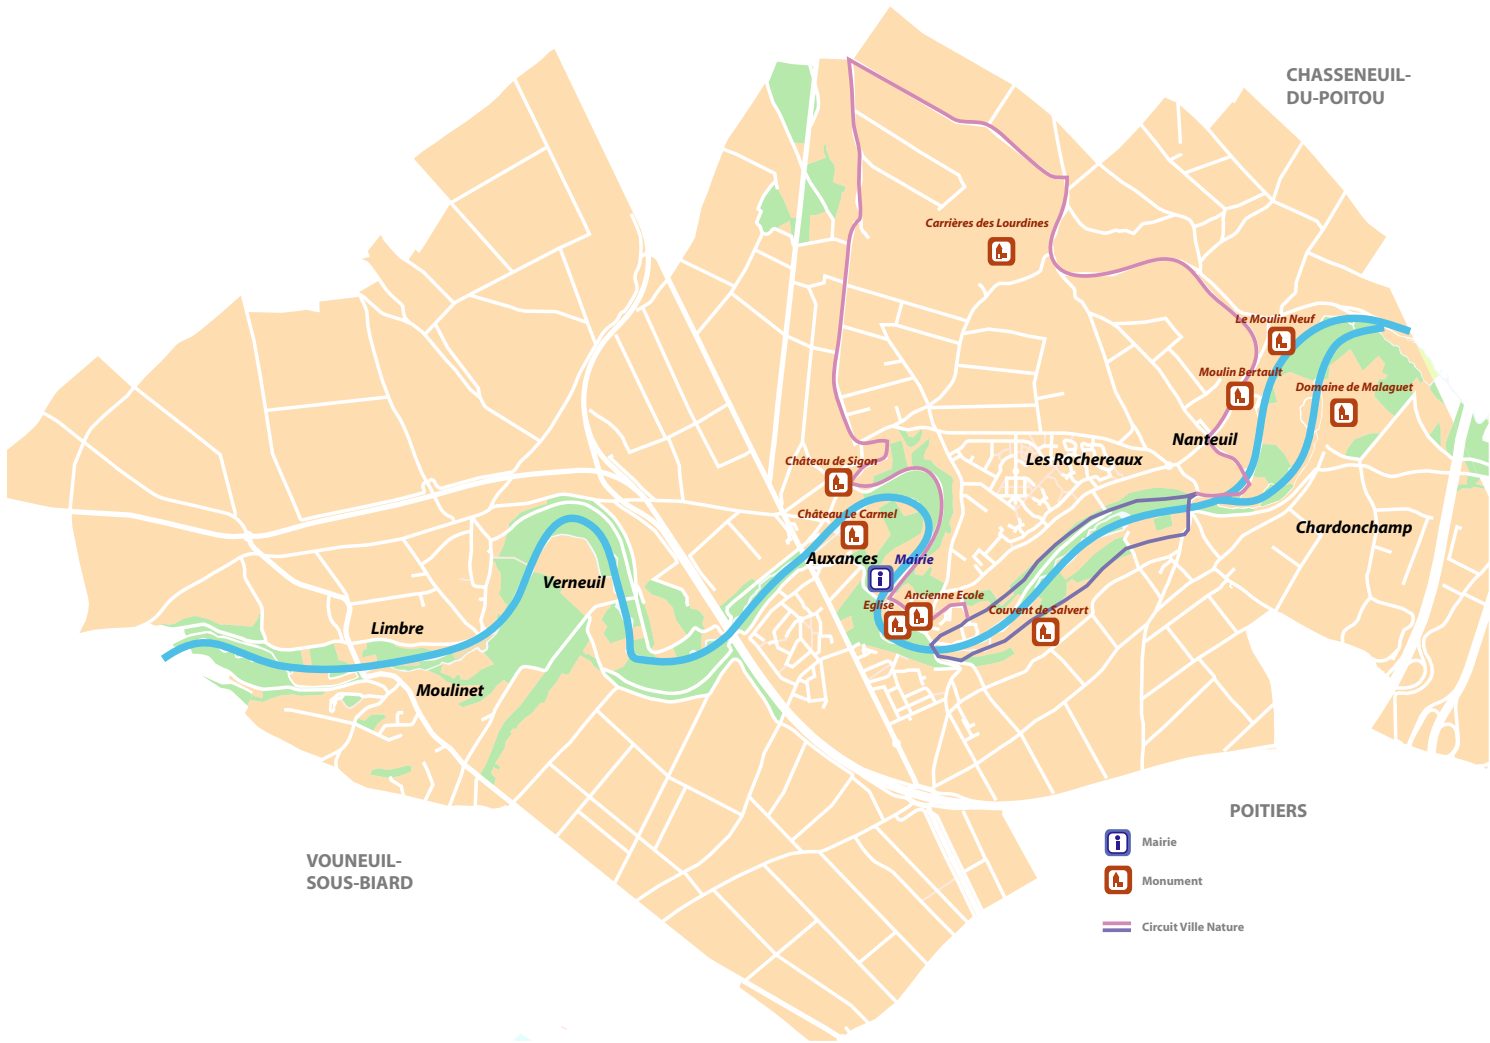 CHASSENEUIL-
DU-POITOU
Carrières des Lourdines
Le Moulin Neuf
Moulin Bertault
Domaine de Malaguet
Nanteuil
Les Rochereaux
Château de Sigon
Château Le Carmel
Chardonchamp
Auxances
Mairie
Verneuil
Ancienne Ecole
Eglise
Couvent de Salvert
Limbre
Moulinet
POITIERS
Mairie
VOUNEUIL-
SOUS-BIARD
Monument
Circuit Ville Nature